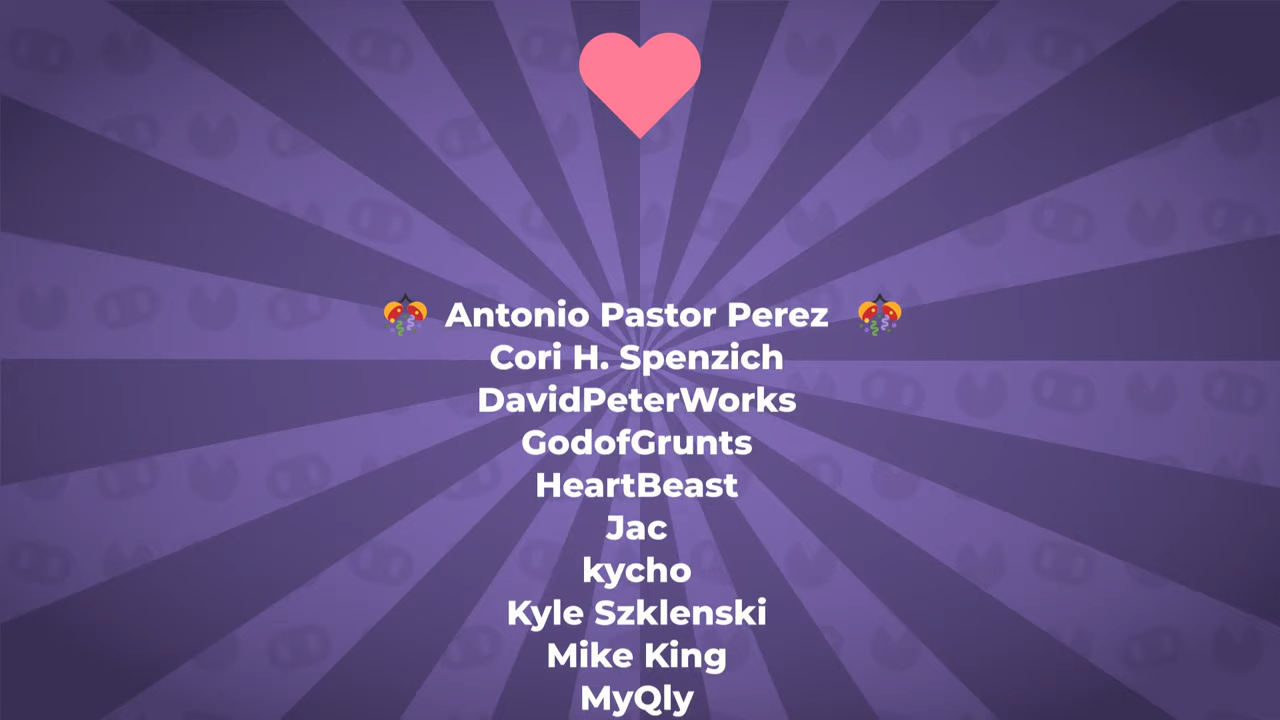 Antonio Pastor Perez
Cori H. Spenzich
DavidPeterWorks
GodofGrunts
HeartBeast
Jac
kycho
Kyle Szklenski
Mike King
MyQly